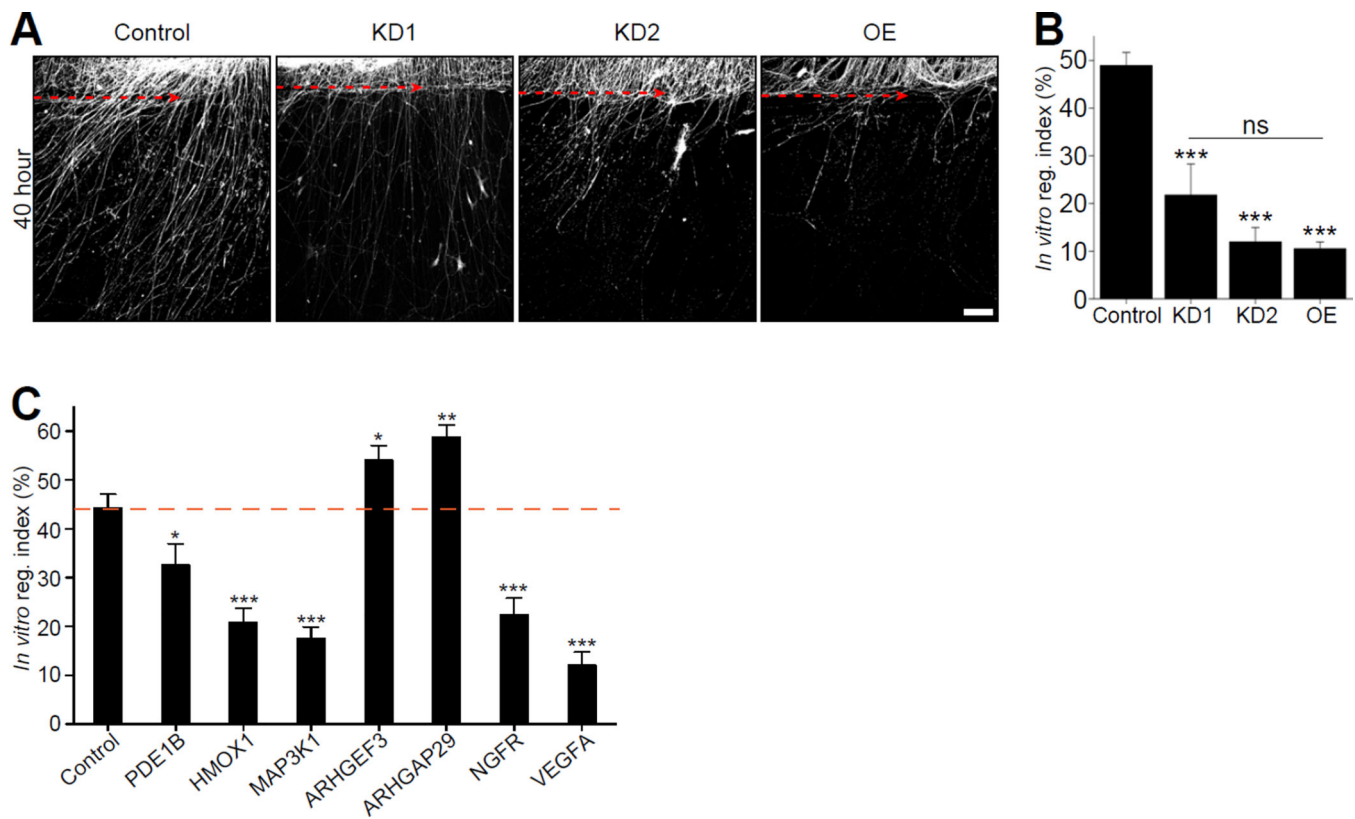 A
Control
KD1
KD2
OE
40 hour
B
In vitro reg. index (%)
50
40
30
20
10
0
***
***
***
ns
Control
KD1
KD2
OE
C
In vitro reg. index (%)
60
50
40
30
20
10
0
*
***
***
*
**
***
***
Control
PDE1B
HMOX1
MAP3K1
ARHGEF3
ARHGAP29
NGFR
VEGFA